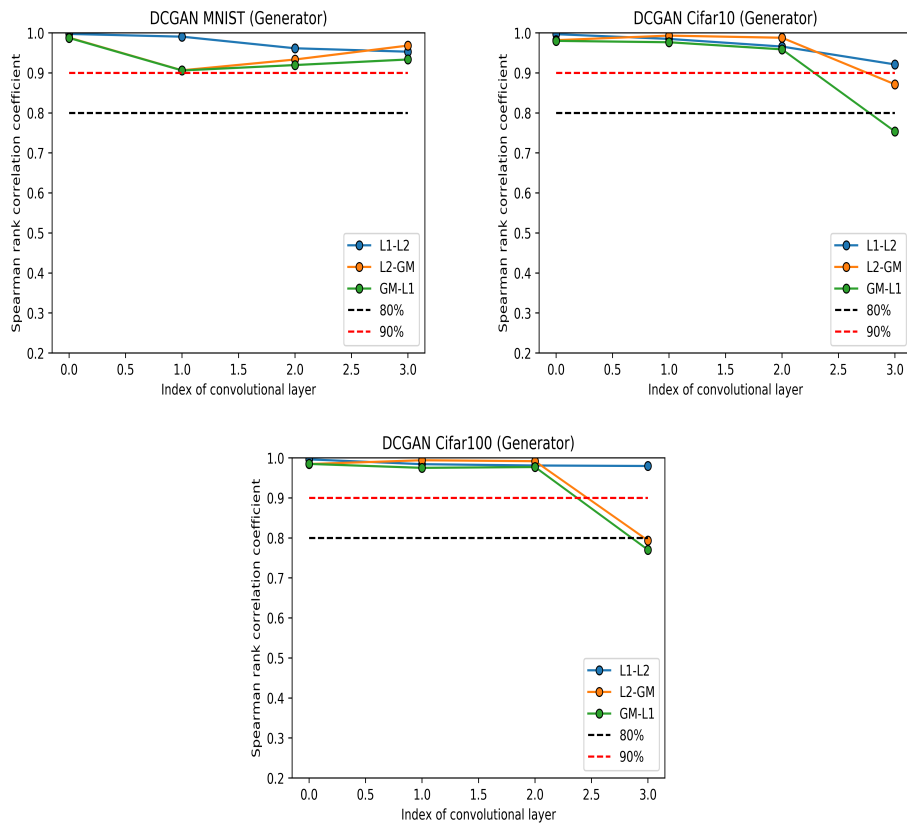 DCGAN MNIST (Generator)
Spearman rank correlation coefficient
1.0
0.9
0.8
0.7
0.6
0.5
0.4
0.3
0.2
0.0 0.5 1.0 1.5 2.0 2.5 3.0
Index of convolutional layer
L1-L2
L2-GM
GM-L1
80%
90%
DCGAN Cifar10 (Generator)
Spearman rank correlation coefficient
1.0
0.9
0.8
0.7
0.6
0.5
0.4
0.3
0.2
0.0 0.5 1.0 1.5 2.0 2.5 3.0
Index of convolutional layer
L1-L2
L2-GM
GM-L1
80%
90%
DCGAN Cifar100 (Generator)
Spearman rank correlation coefficient
1.0
0.9
0.8
0.7
0.6
0.5
0.4
0.3
0.2
0.0 0.5 1.0 1.5 2.0 2.5 3.0
Index of convolutional layer
L1-L2
L2-GM
GM-L1
80%
90%